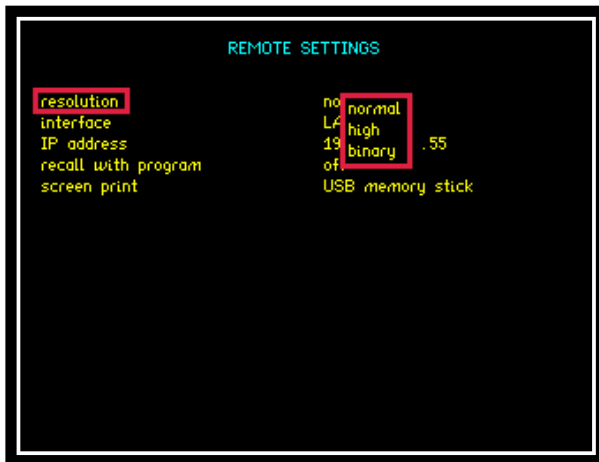 REMOTE SETTINGS
resolution no
interface LA
IP address 19 .55
recall with program of
screen print USB memory stick
normal
high
binary